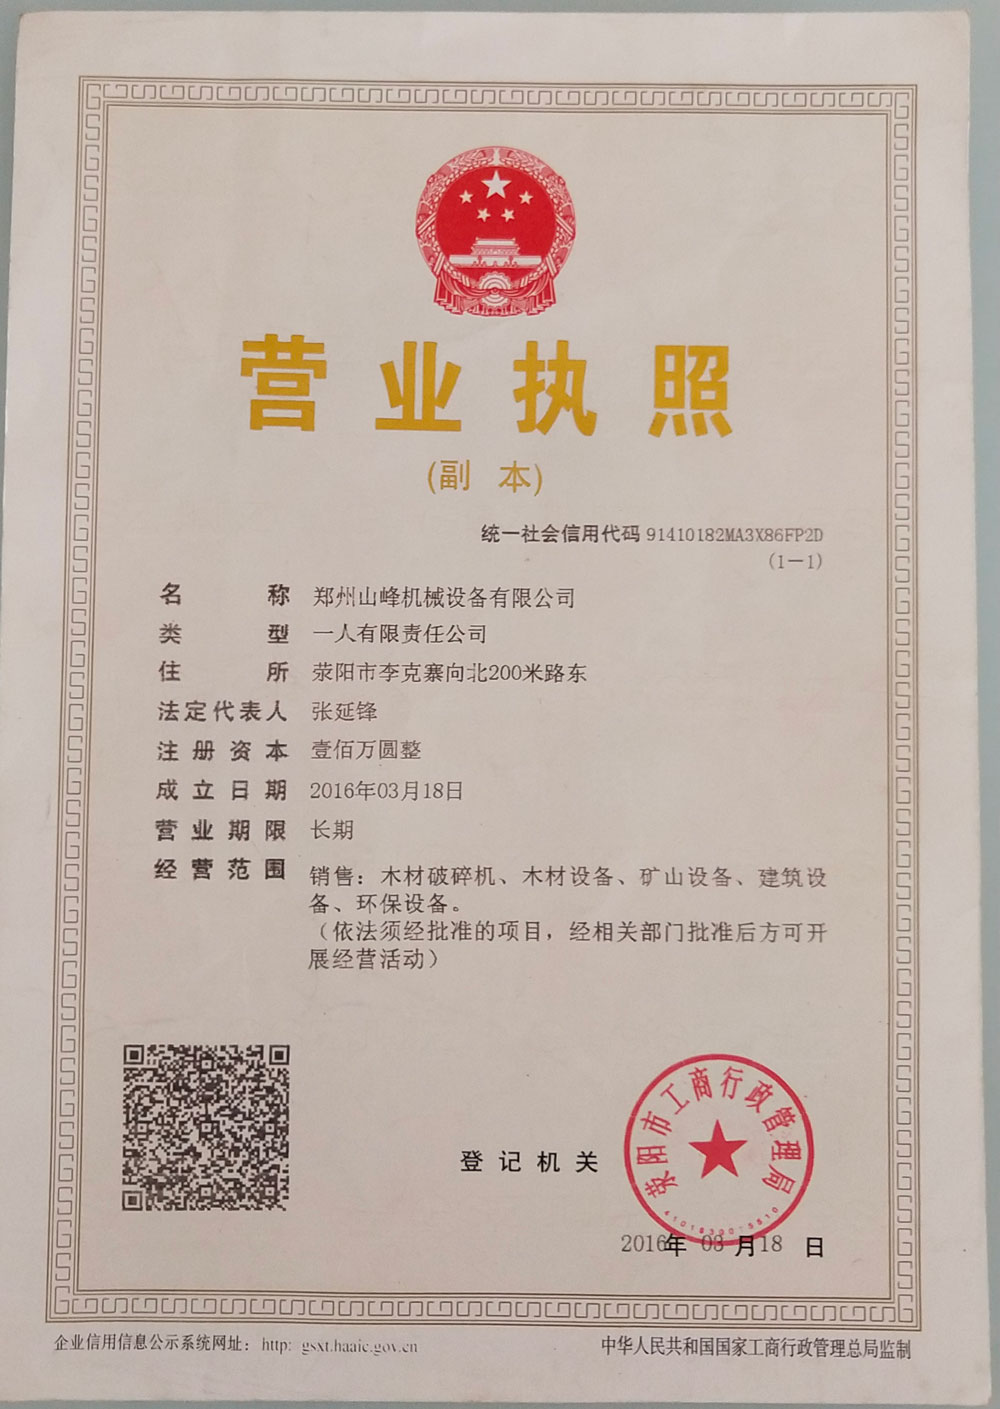 营业执照
(副 本)
统一社会信用代码 91410182MA3X86FP2D
(1-1)
名称 郑州山峰机械设备有限公司
类型 一人有限责任公司
住所 荥阳市李克寨向北200米路东
法定代表人 张延锋
注册资本 壹佰万圆整
成立日期 2016年03月18日
营业期限 长期
经营范围 销售：木材破碎机、木材设备、矿山设备、建筑设
备、环保设备。
（依法须经批准的项目，经相关部门批准后方可开
展经营活动）
登记机关
荥阳市工商行政管理局
2016年 03月18 日
企业信用信息公示系统网址：http: gsxt.haaic.gov.cn
中华人民共和国国家工商行政管理总局监制